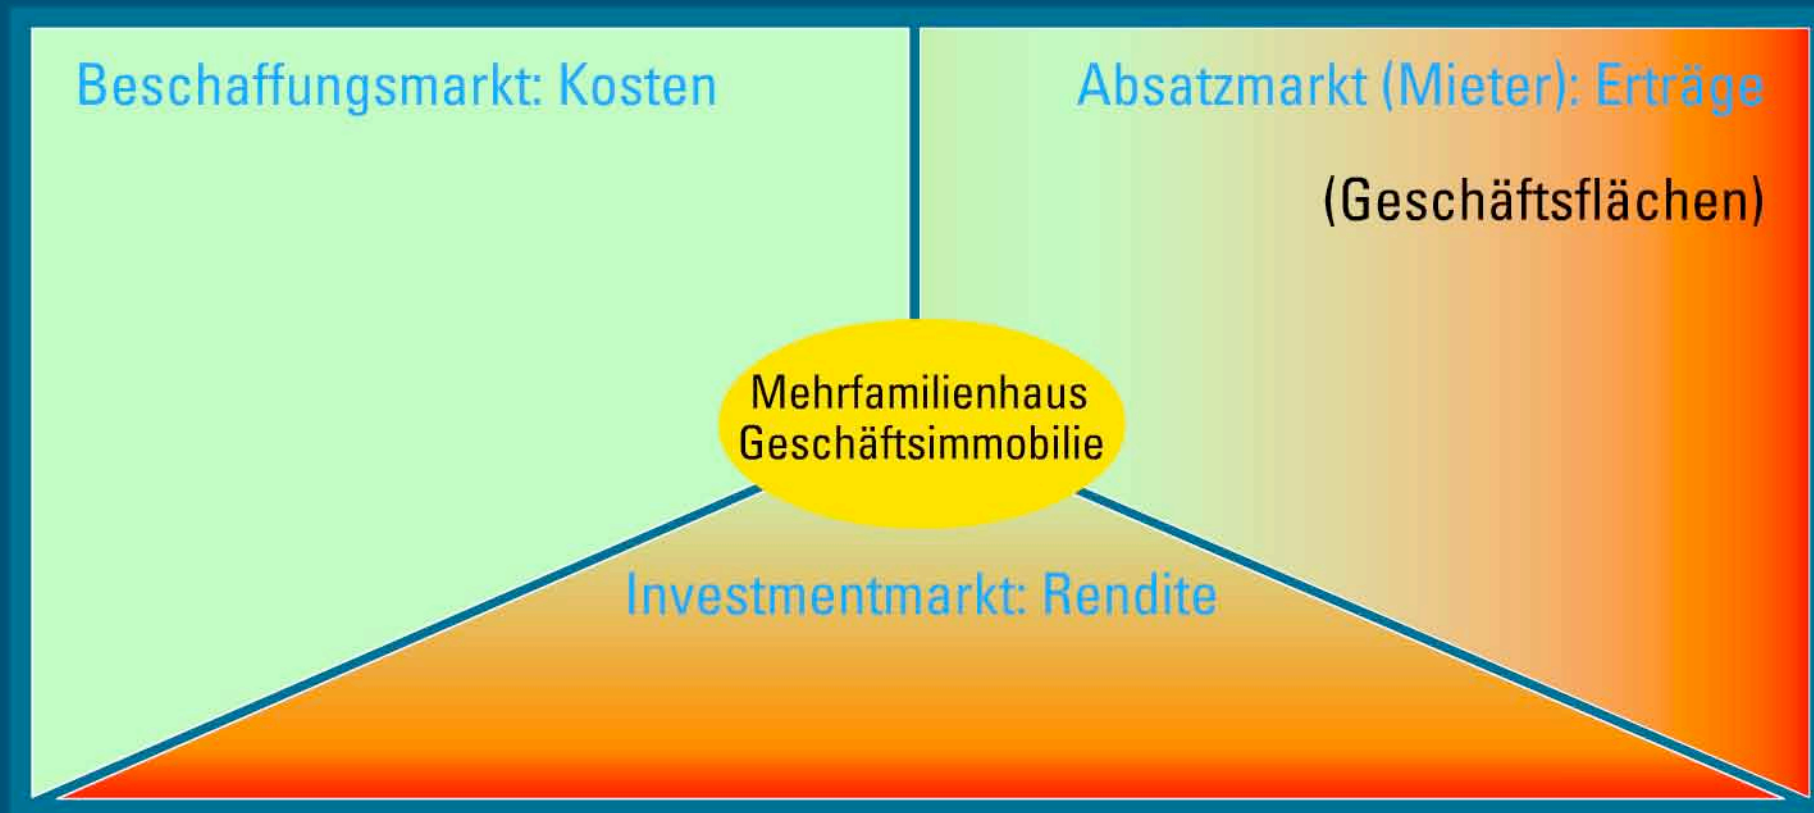 Beschaffungsmarkt: Kosten
Absatzmarkt (Mieter): Erträge
(Geschäftsflächen)
Mehrfamilienhaus
Geschäftsimmobilie
Investmentmarkt: Rendite